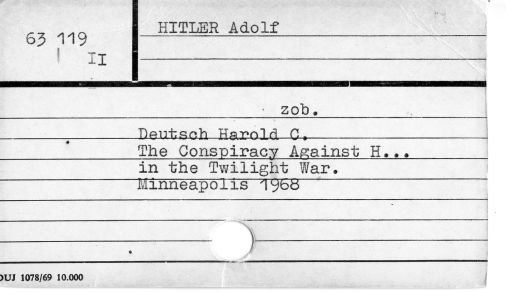 HITLER Adolf
63 119
II
zob.
Deutsch Harold C.
The Conspiracy Against H...
in the Twilight War.
Minneapolis 1968
DUJ 1078/69 10.000